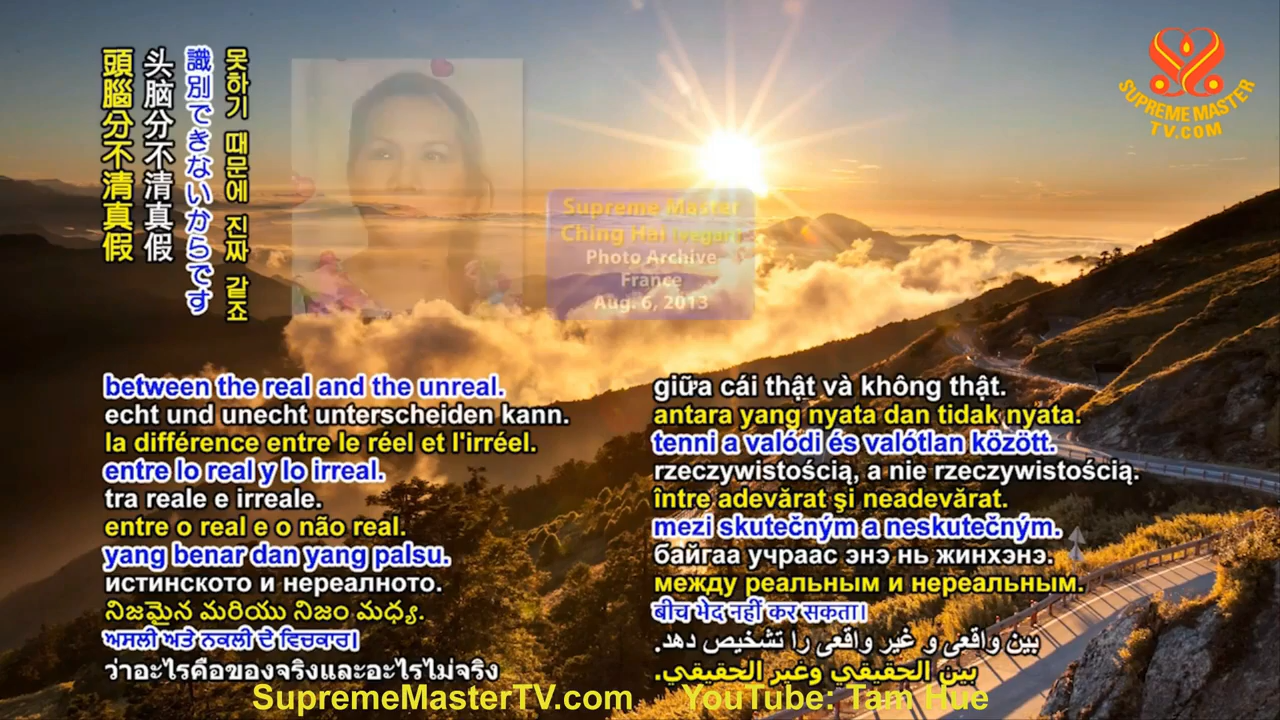 頭腦分不清真假
头脑分不清真假
識別できないからです
못하기 때문에 진짜 같죠
Supreme Master
Ching Hai (vegan)
Photo Archive
France
Aug. 6, 2013
SUPREME MASTER
TV.COM
between the real and the unreal.
echt und unecht unterscheiden kann.
la différence entre le réel et l'irréel.
entre lo real y lo irreal.
tra reale e irreale.
entre o real e o não real.
yang benar dan yang palsu.
истинското и нереалното.
నిజమైన మరియు నిజం మధ్య.
ਅਸਲੀ ਅਤੇ ਨਕਲੀ ਦੇ ਵਿਚਕਾਰ।
ว่าอะไรคือของจริงและอะไรไม่จริง
giữa cái thật và không thật.
antara yang nyata dan tidak nyata.
tenni a valódi és valótlan között.
rzeczywistością, a nie rzeczywistością.
între adevărat şi neadevărat.
mezi skutečným a neskutečným.
байгаа учраас энэ нь жинхэнэ.
между реальным и нереальным.
बीच भेद नहीं कर सकता।
بین واقعی و غیر واقعی را تشخیص دهد.
بين الحقيقي وغير الحقيقي.
SupremeMasterTV.com YouTube: Tam Hue